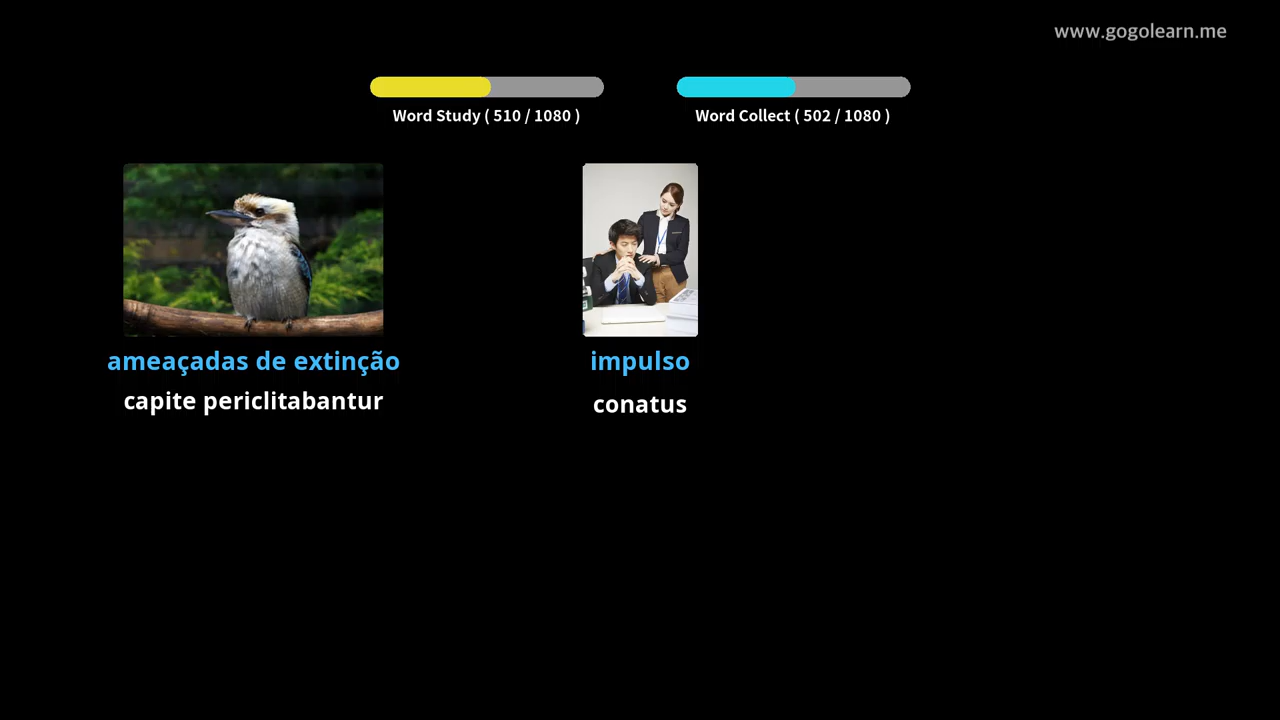 www.gogolearn.me
Word Study ( 510 / 1080 )
Word Collect ( 502 / 1080 )
ameaçadas de extinção
capite periclitabantur
impulso
conatus